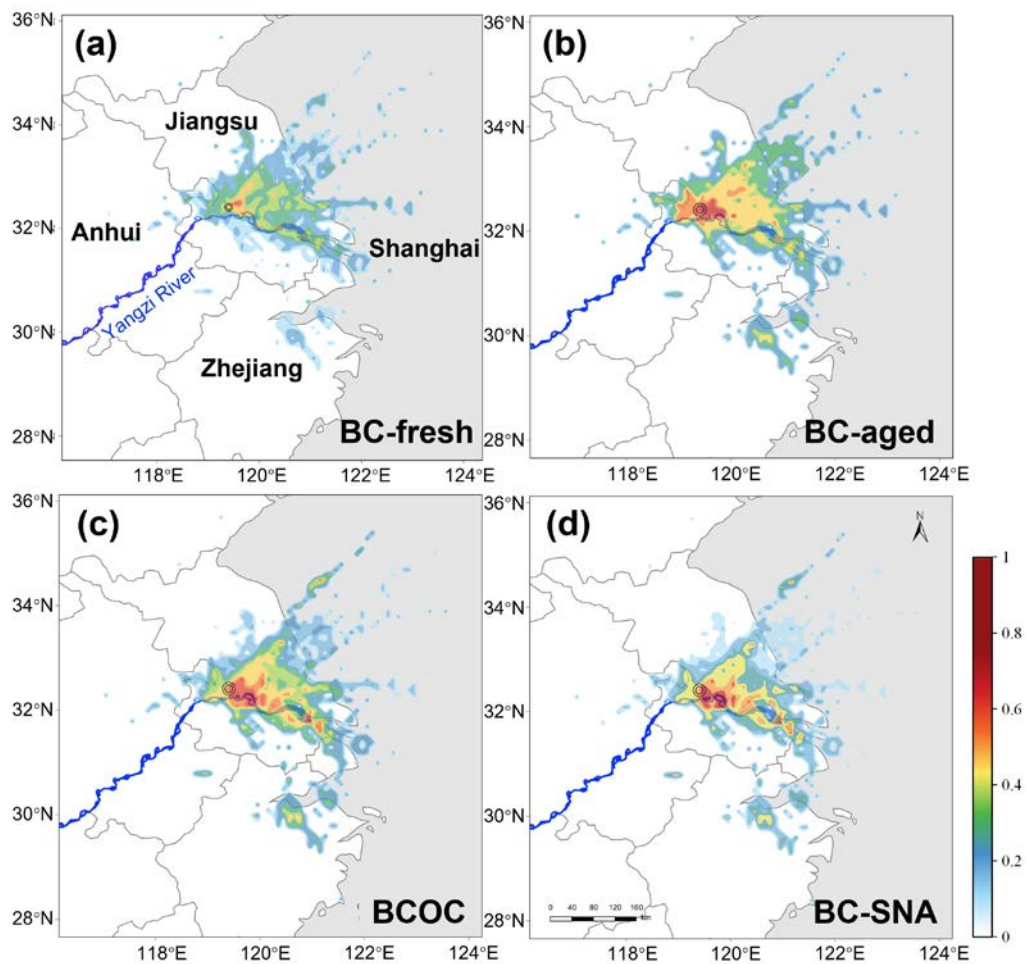 (a)
Jiangsu
Anhui
Shanghai
Yangzi River
Zhejiang
BC-fresh
36°N
34°N
32°N
30°N
28°N
118°E
120°E
122°E
124°E
(b)
BC-aged
36°N
34°N
32°N
30°N
28°N
118°E
120°E
122°E
124°E
(c)
BCOC
36°N
34°N
32°N
30°N
28°N
118°E
120°E
122°E
124°E
(d)
N
BC-SNA
36°N
34°N
32°N
30°N
28°N
118°E
120°E
122°E
124°E
0 40 80 120 160
km
1
0.8
0.6
0.4
0.2
0